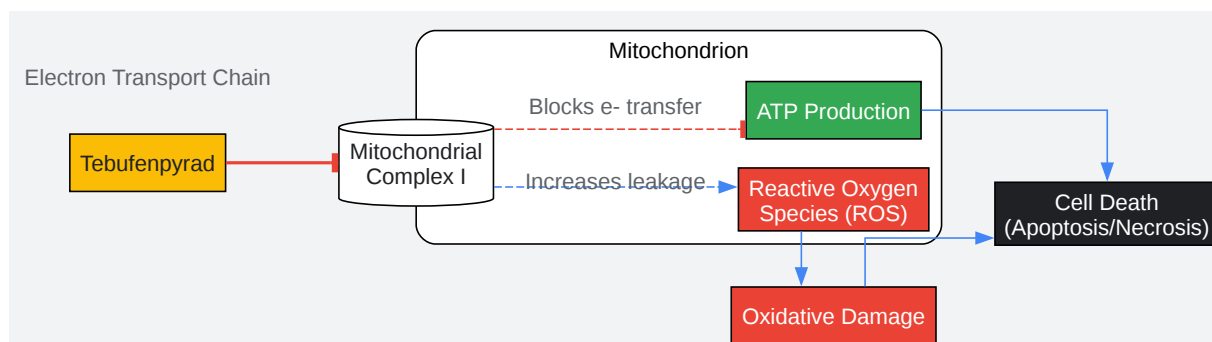 Mitochondrion
Electron Transport Chain
Blocks e- transfer
ATP Production
Tebufenpyrad
Mitochondrial
Complex I
Increases leakage
Reactive Oxygen
Species (ROS)
Cell Death
(Apoptosis/Necrosis)
Oxidative Damage